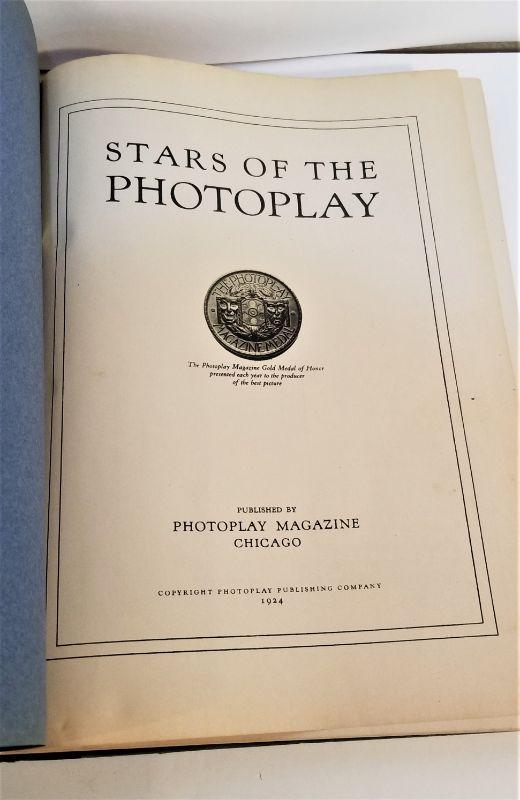 STARS OF THE
PHOTOPLAY
THE PHOTOPLAY
MAGAZINE MEDAL
The Photoplay Magazine Gold Medal of Honor
presented each year to the producer
of the best picture
PUBLISHED BY
PHOTOPLAY MAGAZINE
CHICAGO
COPYRIGHT PHOTOPLAY PUBLISHING COMPANY
1924